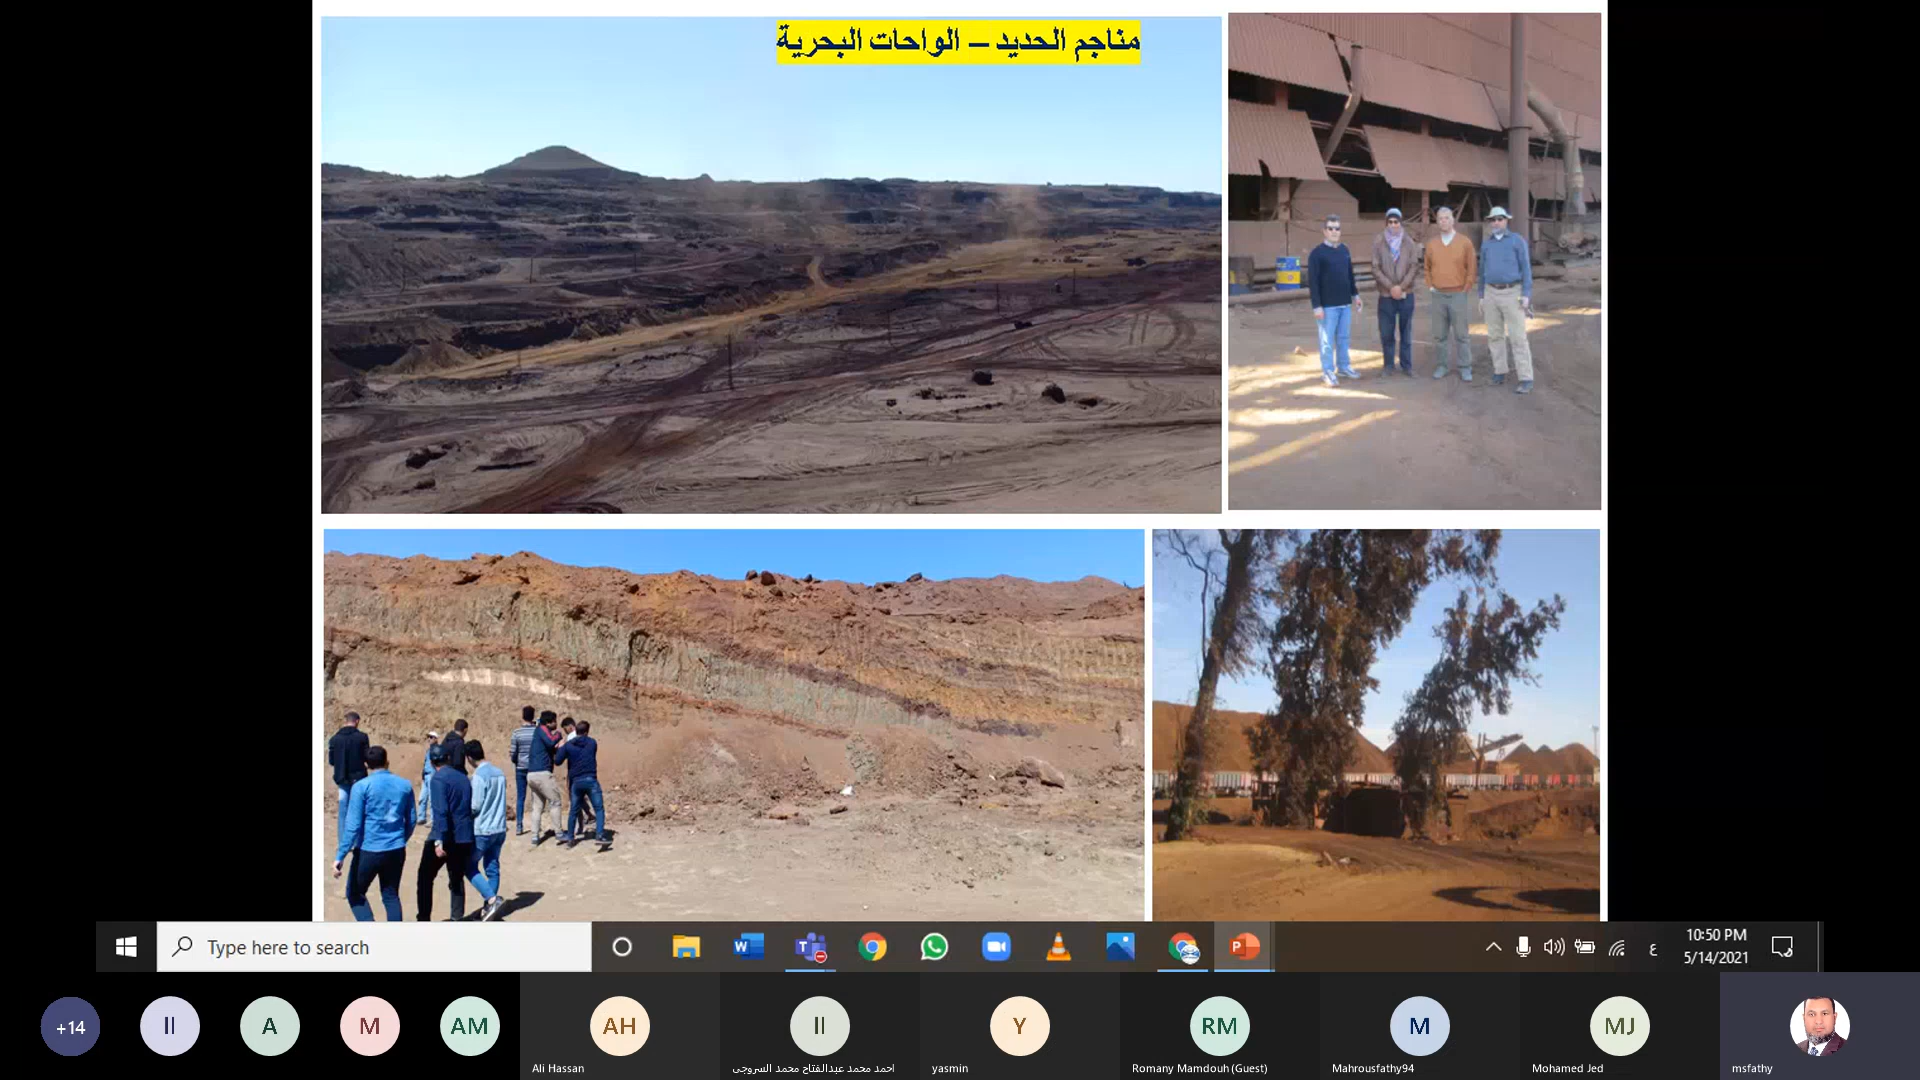 مناجم الحديد – الواحات البحرية
Type here to search
ع
10:50 PM
5/14/2021
+14
II
A
M
AM
AH
II
Y
RM
M
MJ
Ali Hassan
احمد محمد عبدالفتاح محمد السروجى
yasmin
Romany Mamdouh (Guest)
Mahrousfathy94
Mohamed Jed
msfathy